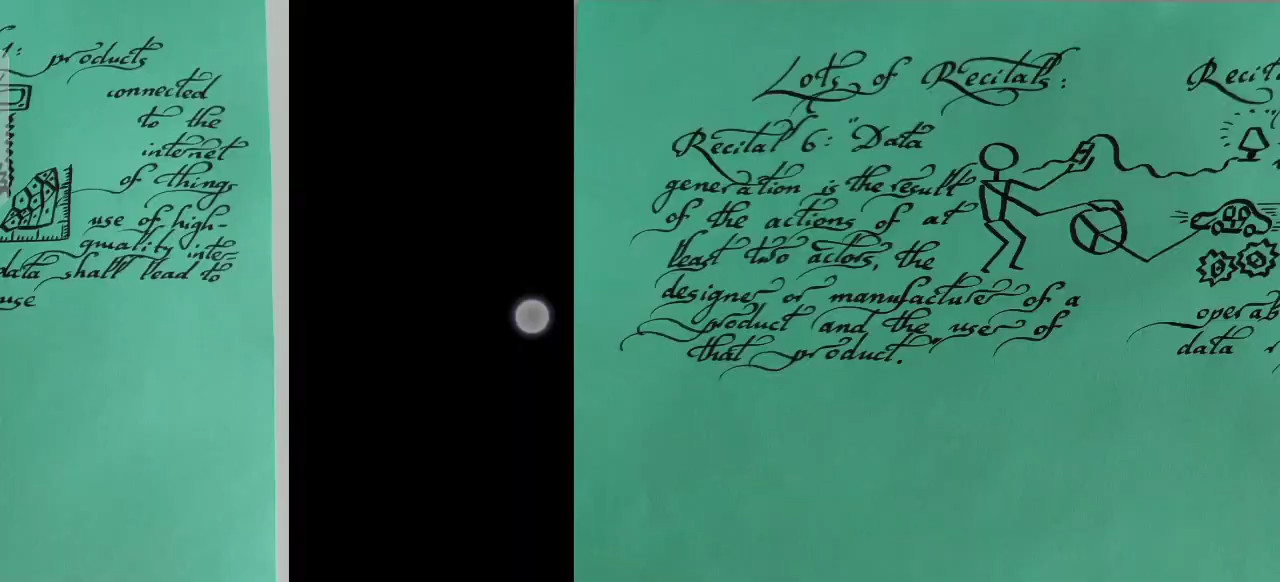 1: products
connected
to the
internet
of things
use of high-
quality inter-
data shall lead to
use
Lots of Recitals:
Recital 6: "Data
generation is the result
of the actions of at
least two actors, the
designer or manufacturer of a
product and the user of
that product."
Recit
operab
data